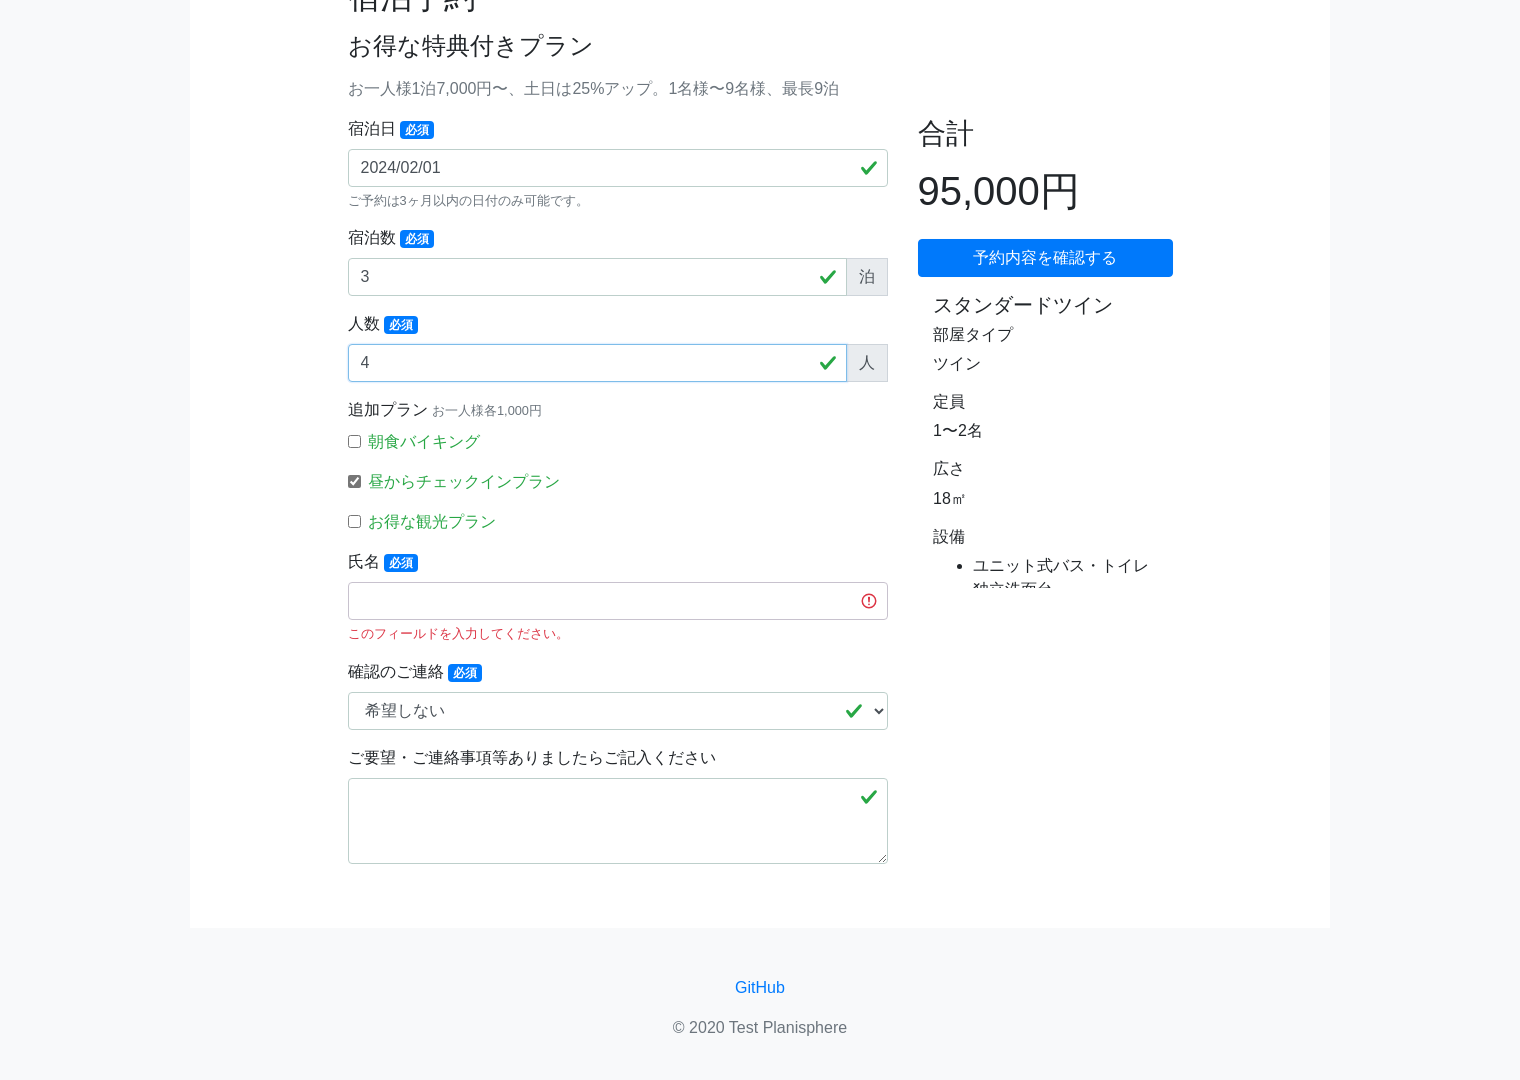 お得な特典付きプラン
お一人様1泊7,000円〜、土日は25%アップ。1名様〜9名様、最長9泊
宿泊日 必須
2024/02/01
ご予約は3ヶ月以内の日付のみ可能です。
宿泊数 必須
3 泊
人数 必須
4 人
追加プラン お一人様各1,000円
朝食バイキング
昼からチェックインプラン
お得な観光プラン
氏名 必須
このフィールドを入力してください。
確認のご連絡 必須
希望しない
ご要望・ご連絡事項等ありましたらご記入ください
合計
95,000円
予約内容を確認する
スタンダードツイン
部屋タイプ
ツイン
定員
1〜2名
広さ
18㎡
設備
ユニット式バス・トイレ
GitHub
© 2020 Test Planisphere